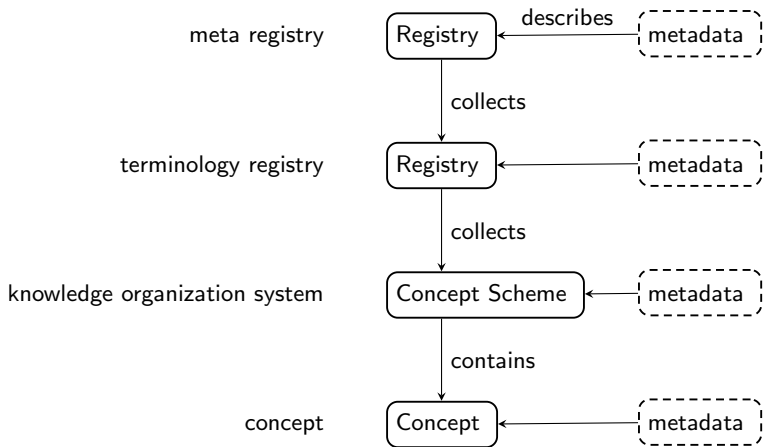 describes
meta registry Registry metadata
collects
terminology registry Registry metadata
collects
knowledge organization system Concept Scheme metadata
contains
concept Concept metadata